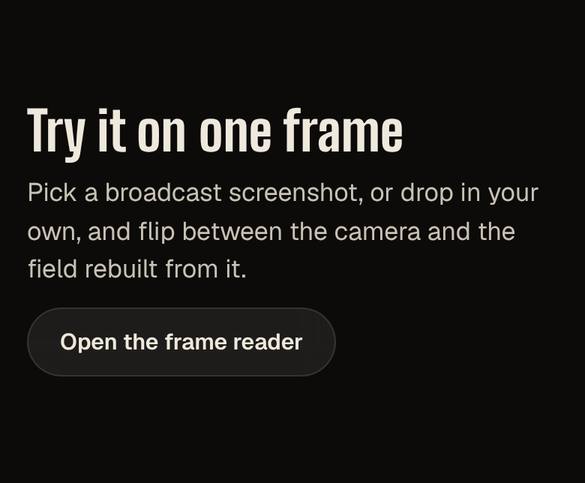 Try it on one frame
Pick a broadcast screenshot, or drop in your
own, and flip between the camera and the
field rebuilt from it.
Open the frame reader